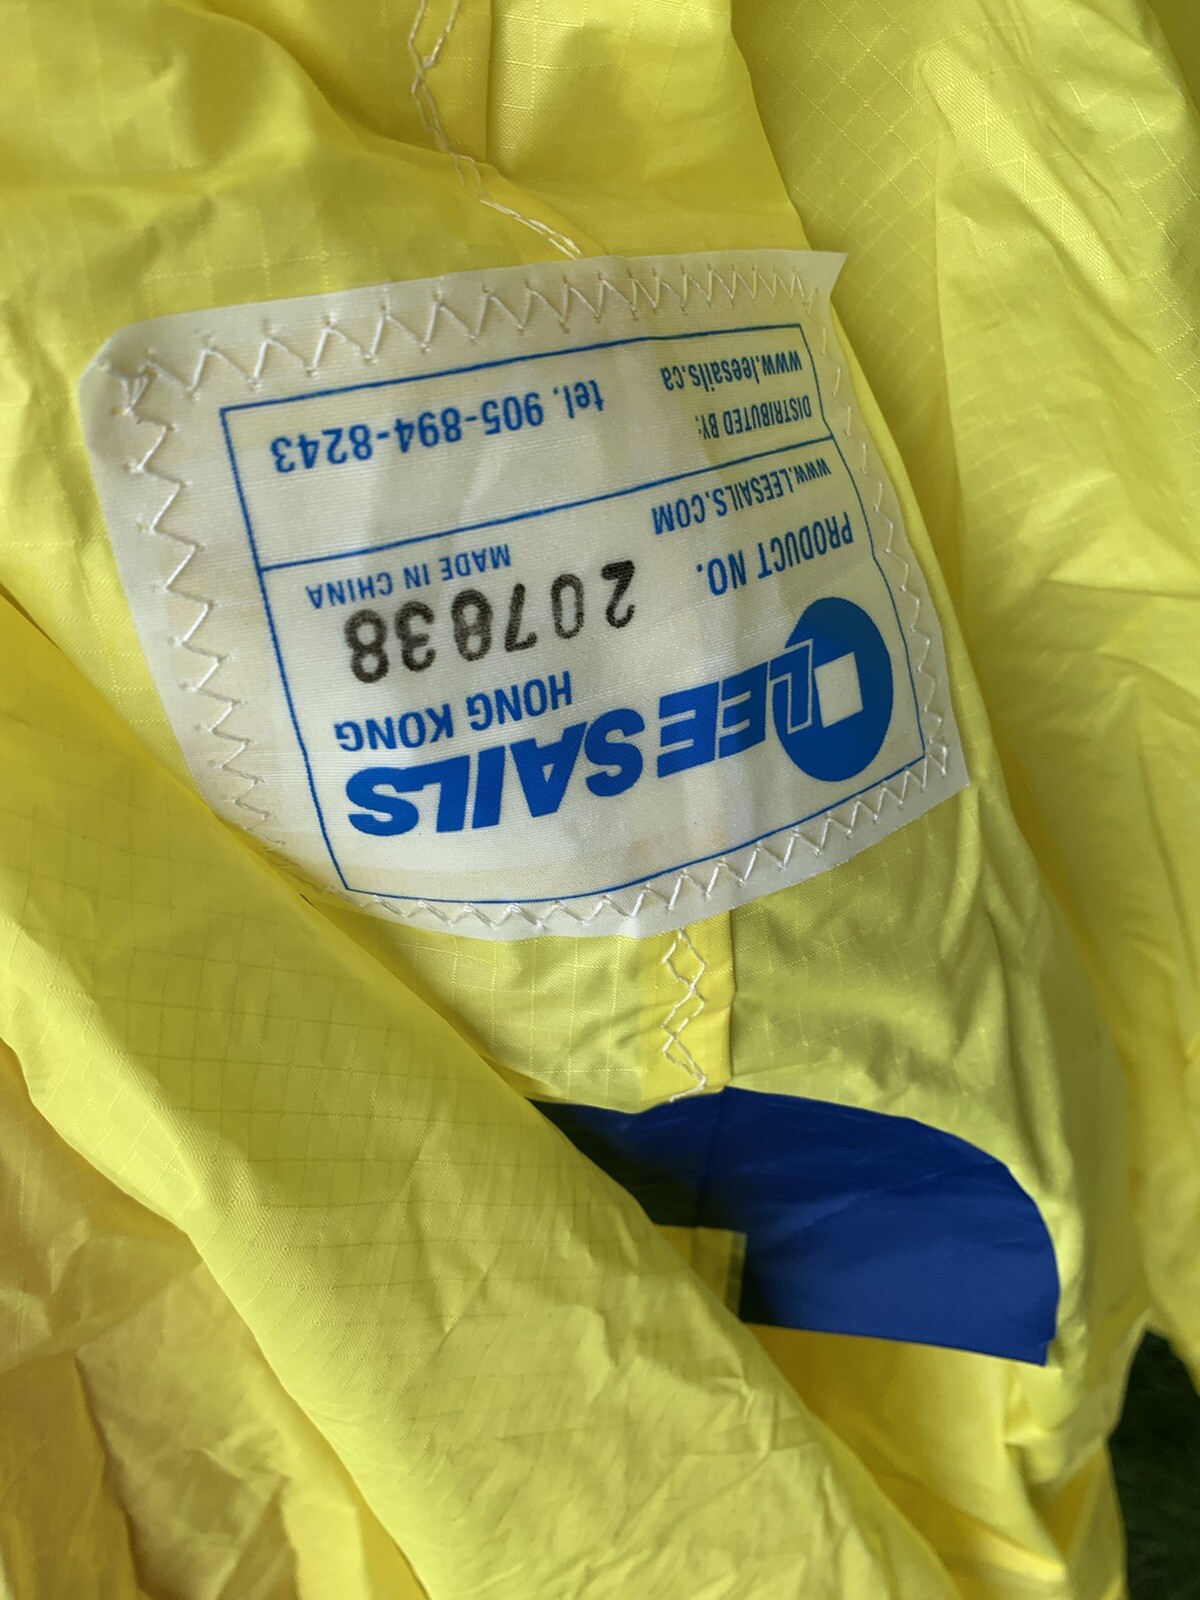 LEE SAILS
HONG KONG
PRODUCT NO. 207838
WWW.LEESAILS.COM MADE IN CHINA
DISTRIBUTED BY:
www.leesails.ca tel. 905-894-8243